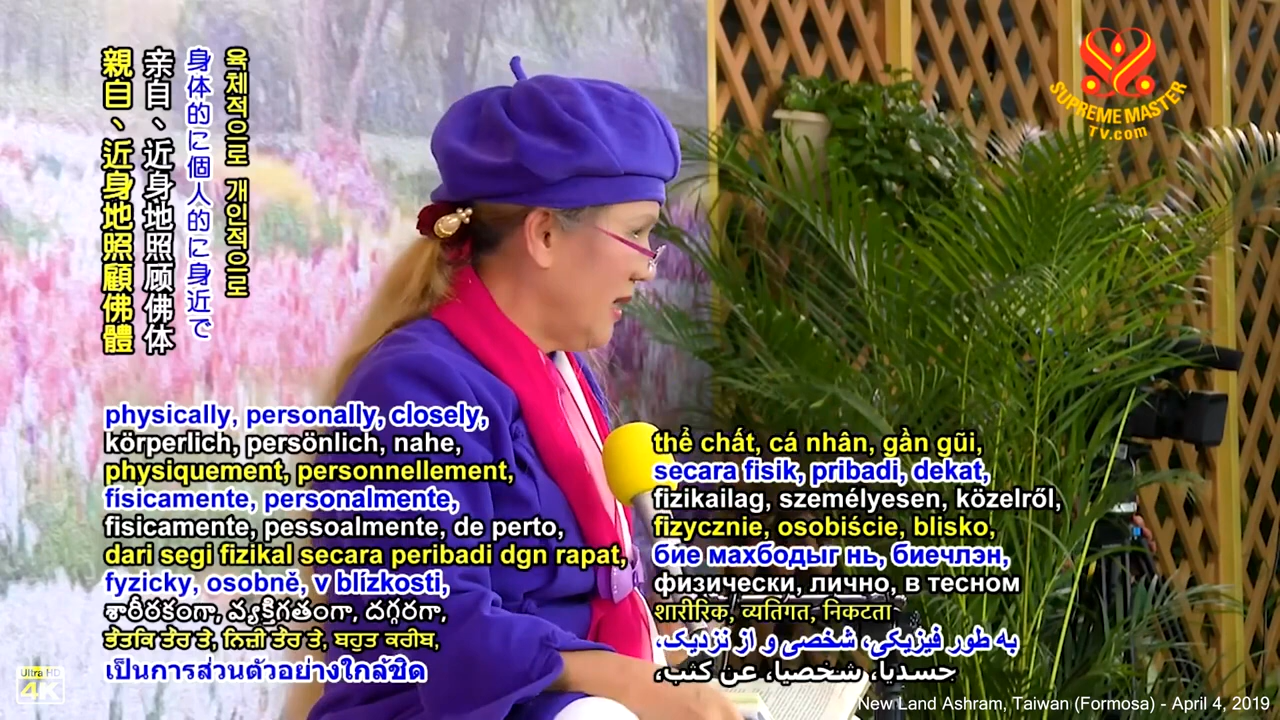 육체적으로 개인적으로
身体的に個人的に身近で
亲自、近身地照顾佛体
親自、近身地照顧佛體
physically, personally, closely,
körperlich, persönlich, nahe,
physiquement, personnellement,
físicamente, personalmente,
fisicamente, pessoalmente, de perto,
dari segi fizikal secara peribadi dgn rapat,
fyzicky, osobně, v blízkosti,
శారీరకంగా, వ్యక్తిగతంగా, దగ్గరగా,
ਭੌਤਕਿ ਤੌਰ ਤੇ, ਨਿਜੀ ਤੌਰ ਤੇ, ਬਹੁਤ ਕਰੀਬ,
เป็นการส่วนตัวอย่างใกล้ชิด
thể chất, cá nhân, gần gũi,
secara fisik, pribadi, dekat,
fizikailag, személyesen, közelről,
fizycznie, osobiście, blisko,
бие махбодыг нь, биечлэн,
физически, лично, в тесном
शारीरिक, व्यतिगत, निकटता
به طور فیزیکی، شخصی و از نزدیک،
جسديا، شخصيا، عن كثب،
SUPREME MASTER
TV.com
Ultra HD
4K
New Land Ashram, Taiwan (Formosa) - April 4, 2019